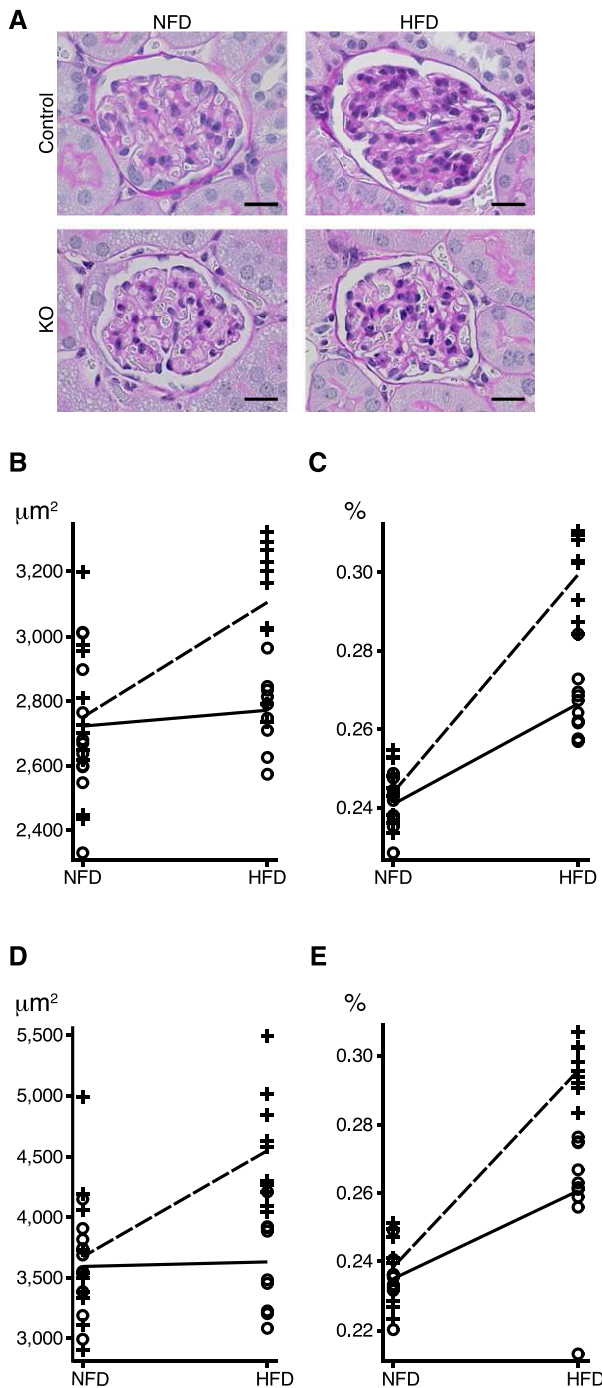 A
NFD HFD
Control
KO
B C
μm² %
3,200
3,000
2,800
2,600
2,400
0.30
0.28
0.26
0.24
NFD HFD NFD HFD
D E
μm² %
5,500
5,000
4,500
4,000
3,500
3,000
0.30
0.28
0.26
0.24
0.22
NFD HFD NFD HFD